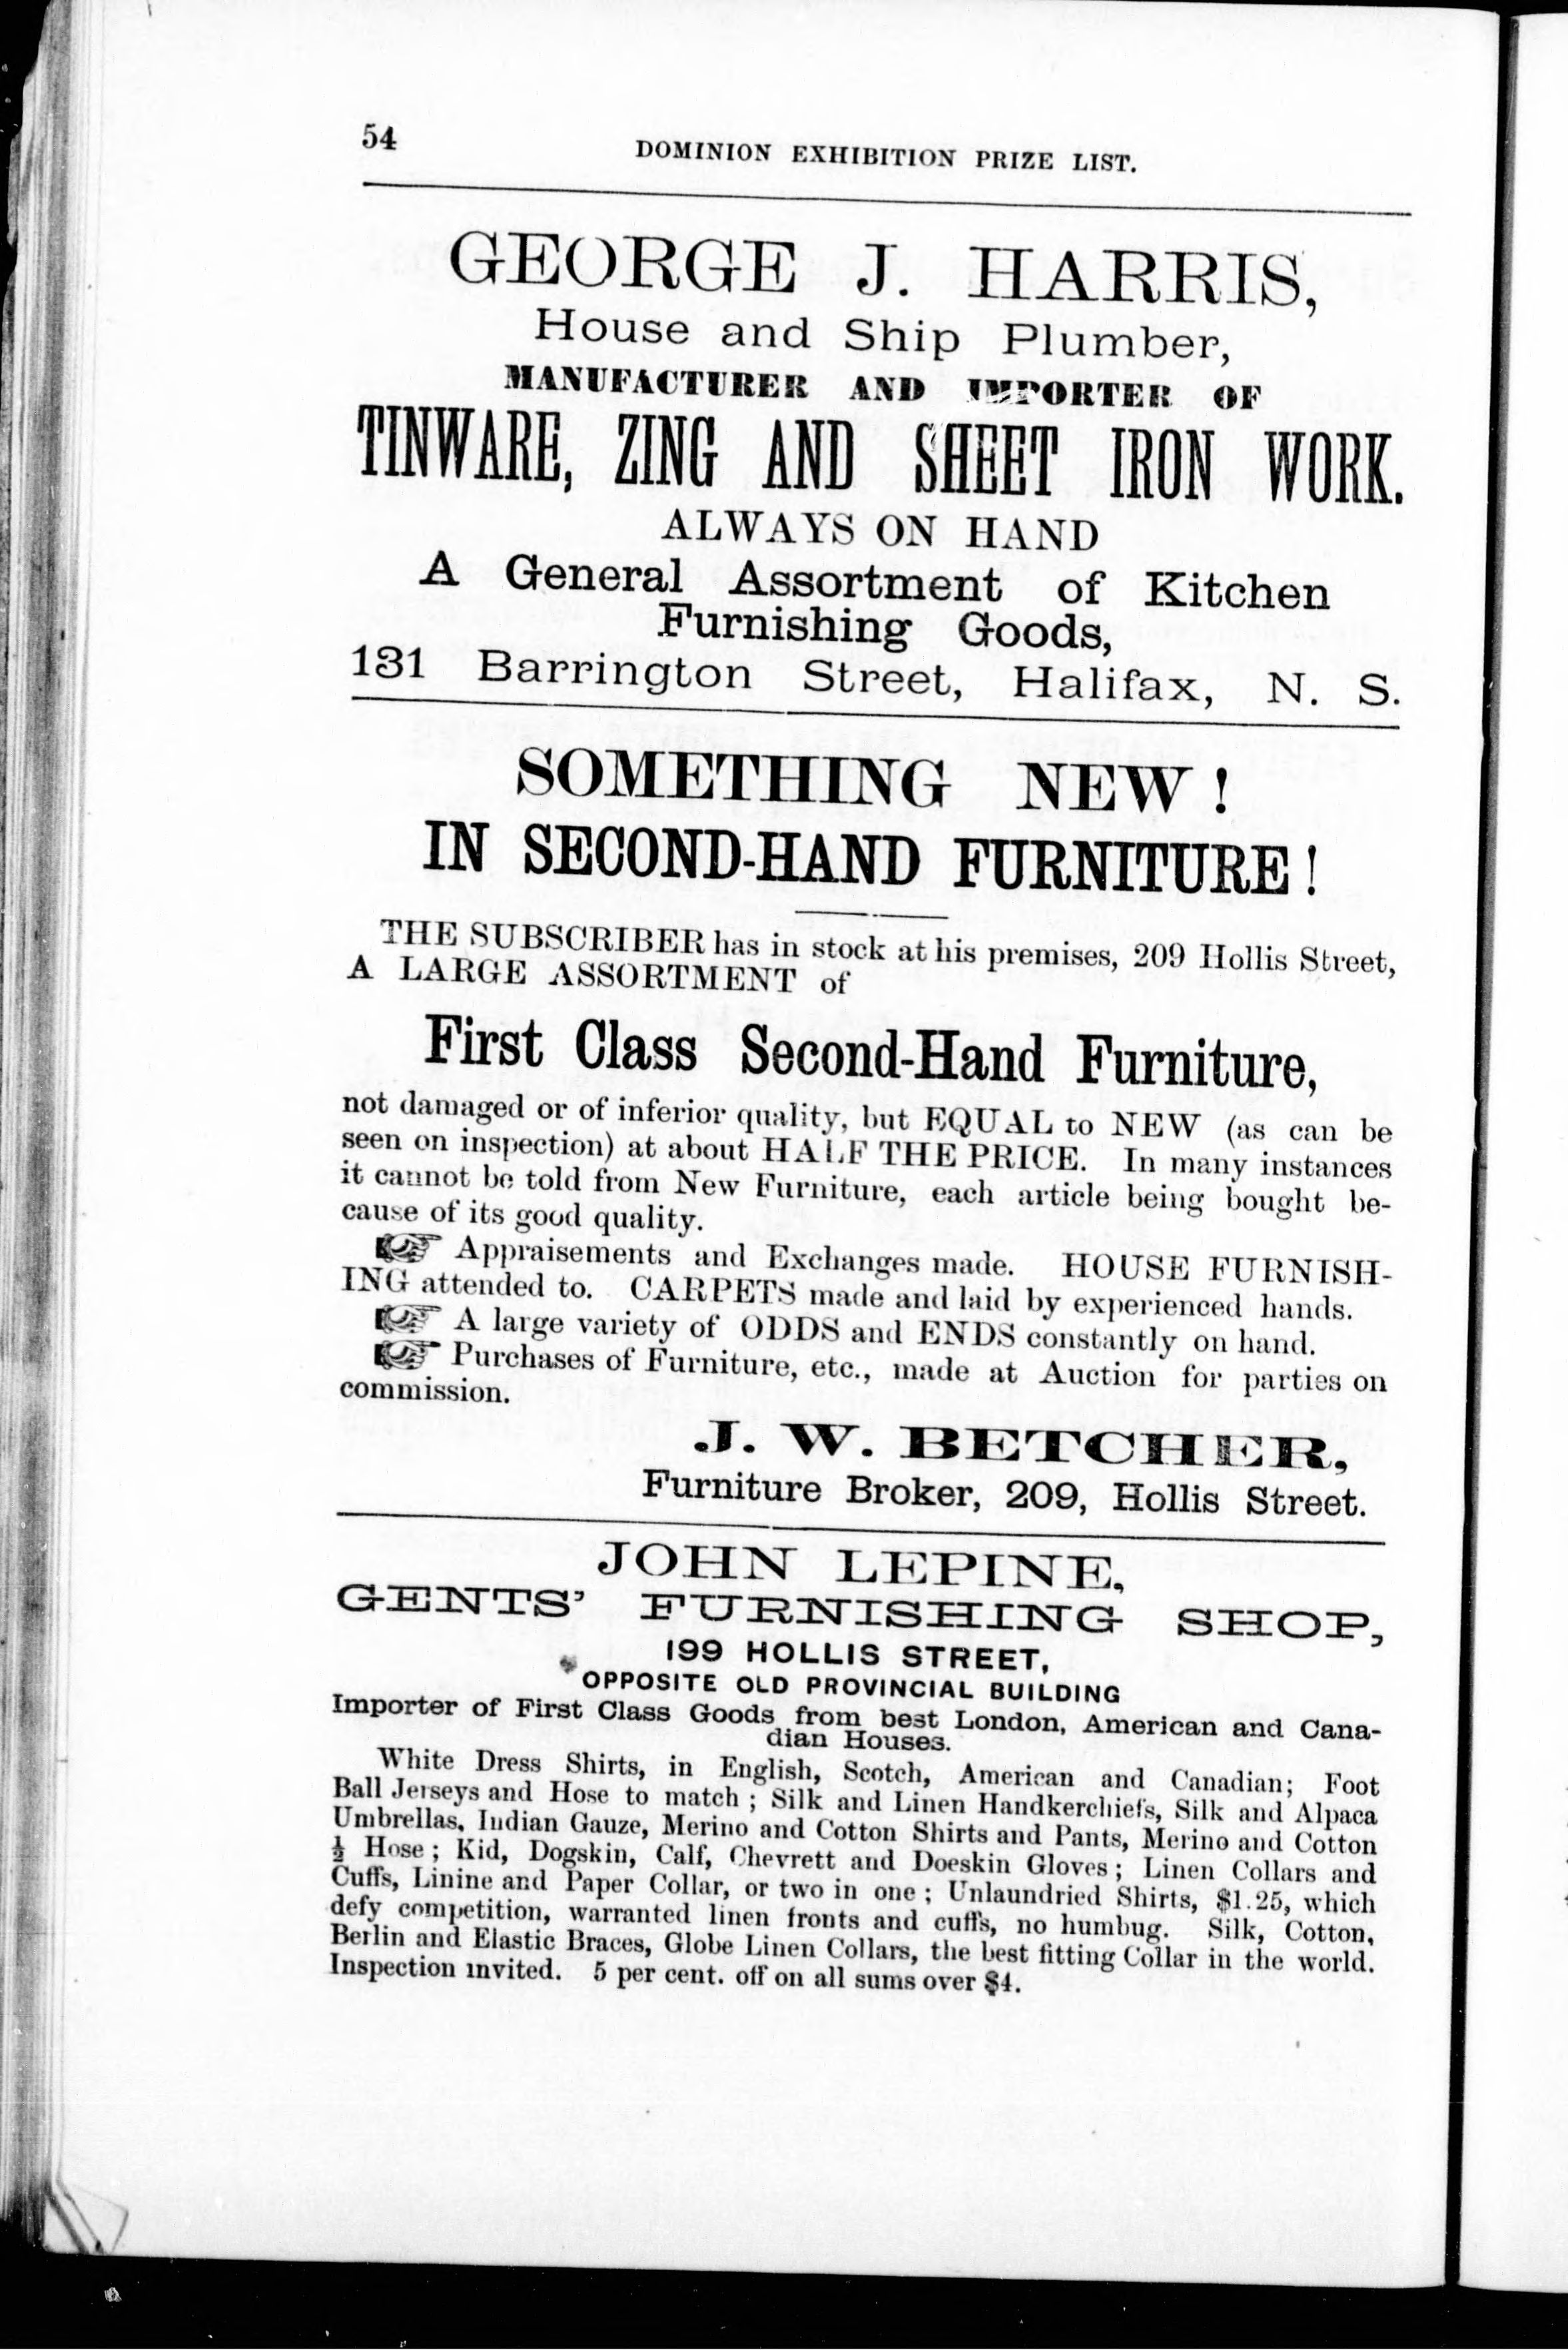 54
DOMINION EXHIBITION PRIZE LIST.
GEORGE J. HARRIS,
House and Ship Plumber,
MANUFACTURER AND IMPORTER OF
TINWARE, ZING AND SHEET IRON WORK.
ALWAYS ON HAND
A General Assortment of Kitchen
Furnishing Goods,
131 Barrington Street, Halifax, N. S.
SOMETHING NEW!
IN SECOND-HAND FURNITURE!
THE SUBSCRIBER has in stock at his premises, 209 Hollis Street,
A LARGE ASSORTMENT of
First Class Second-Hand Furniture,
not damaged or of inferior quality, but EQUAL to NEW (as can be
seen on inspection) at about HALF THE PRICE. In many instances
it cannot be told from New Furniture, each article being bought be-
cause of its good quality.
☞ Appraisements and Exchanges made. HOUSE FURNISH-
ING attended to. CARPETS made and laid by experienced hands.
☞ A large variety of ODDS and ENDS constantly on hand.
☞ Purchases of Furniture, etc., made at Auction for parties on
commission.
J. W. BETCHER,
Furniture Broker, 209, Hollis Street.
JOHN LEPINE,
GENTS' FURNISHING SHOP,
199 HOLLIS STREET,
OPPOSITE OLD PROVINCIAL BUILDING
Importer of First Class Goods from best London, American and Cana-
dian Houses.
White Dress Shirts, in English, Scotch, American and Canadian; Foot
Ball Jerseys and Hose to match; Silk and Linen Handkerchiefs, Silk and Alpaca
Umbrellas, Indian Gauze, Merino and Cotton Shirts and Pants, Merino and Cotton
½ Hose; Kid, Dogskin, Calf, Chevrett and Doeskin Gloves; Linen Collars and
Cuffs, Linine and Paper Collar, or two in one; Unlaundried Shirts, $1.25, which
defy competition, warranted linen fronts and cuffs, no humbug. Silk, Cotton,
Berlin and Elastic Braces, Globe Linen Collars, the best fitting Collar in the world.
Inspection invited. 5 per cent. off on all sums over $4.